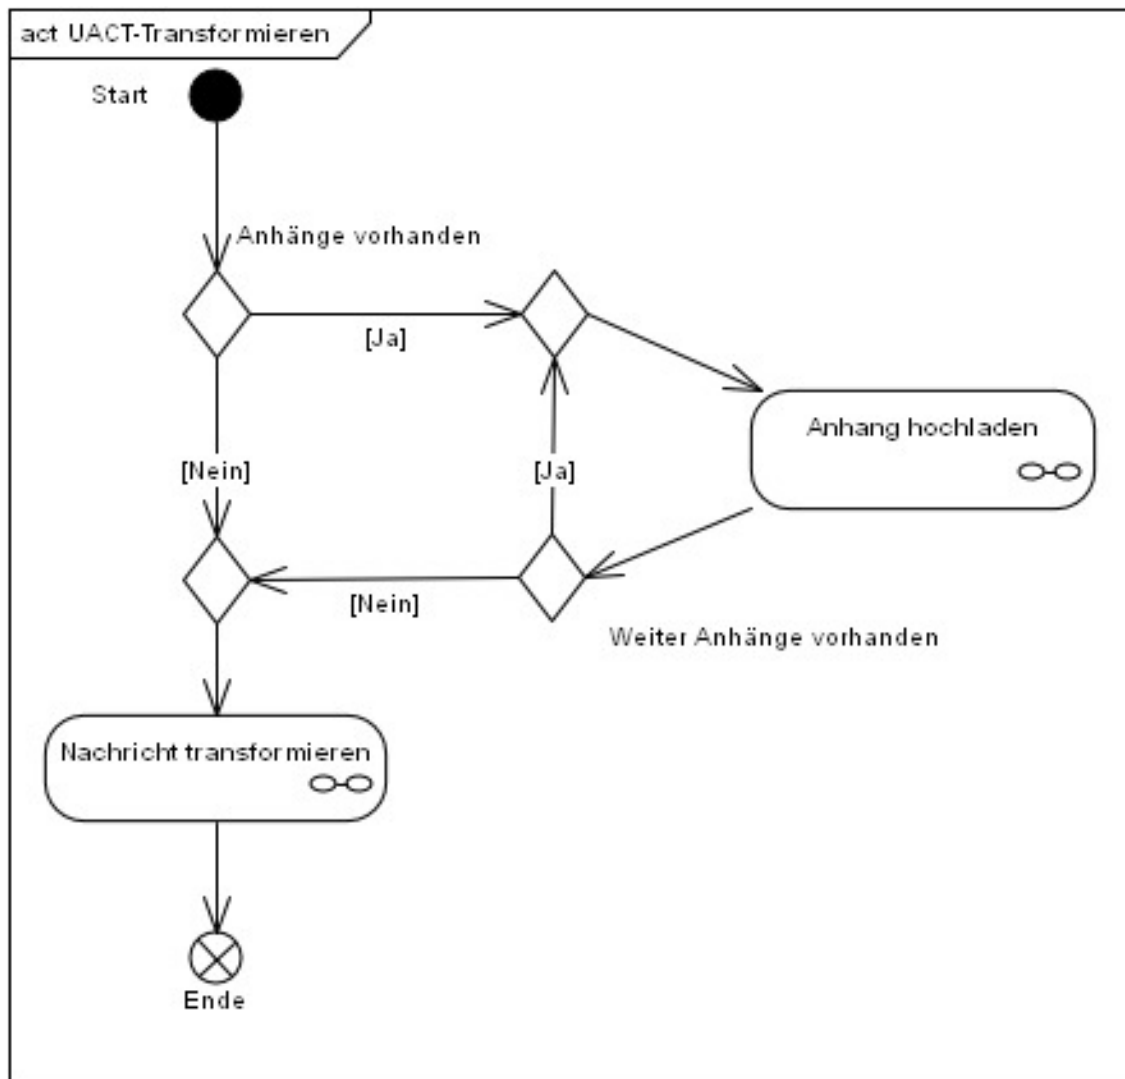 act UACT-Transformieren
Start
Anhänge vorhanden
[Ja]
Anhang hochladen
[Nein]
[Ja]
[Nein]
Weiter Anhänge vorhanden
Nachricht transformieren
Ende